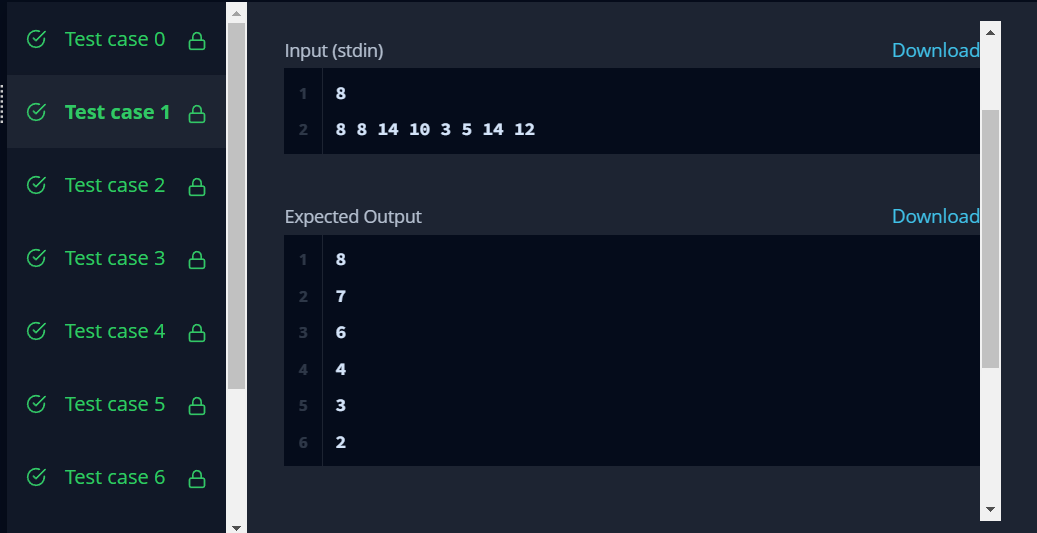 Test case 0
Test case 1
Test case 2
Test case 3
Test case 4
Test case 5
Test case 6
Input (stdin)
Download
1 8
2 8 8 14 10 3 5 14 12
Expected Output
Download
1 8
2 7
3 6
4 4
5 3
6 2